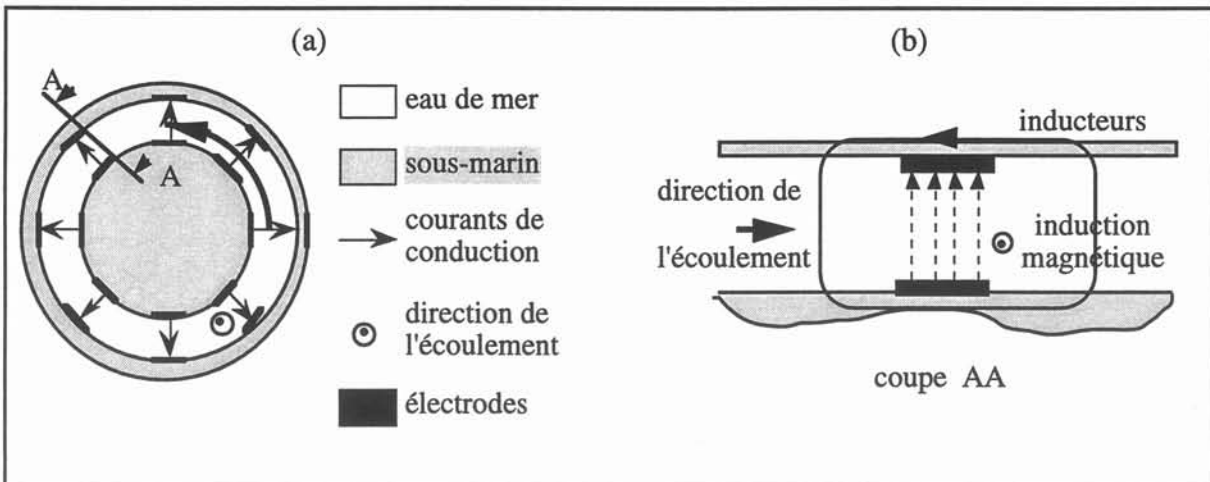 (a)
A
A
eau de mer
sous-marin
courants de
conduction
direction de
l'écoulement
électrodes
(b)
inducteurs
direction de
l'écoulement
induction
magnétique
coupe AA